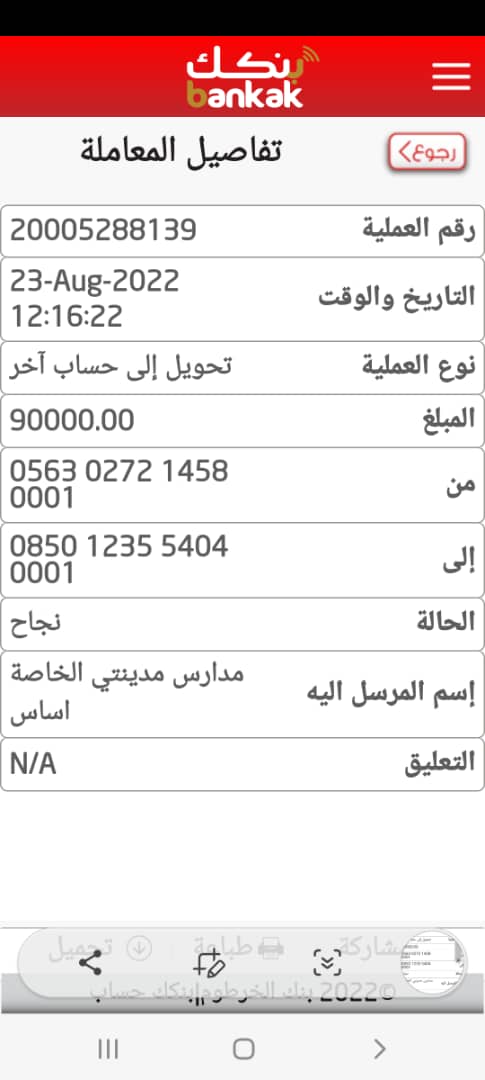 بنكك
bankak
رجوع
تفاصيل المعاملة
رقم العملية 20005288139
التاريخ والوقت 23-Aug-2022
12:16:22
نوع العملية تحويل إلى حساب آخر
المبلغ 90000.00
من 0563 0272 1458
0001
إلى 0850 1235 5404
0001
الحالة نجاح
إسم المرسل اليه مدارس مدينتي الخاصة
اساس
التعليق N/A
مشاركة طباعة تحميل
©2022 بنك الخرطوم